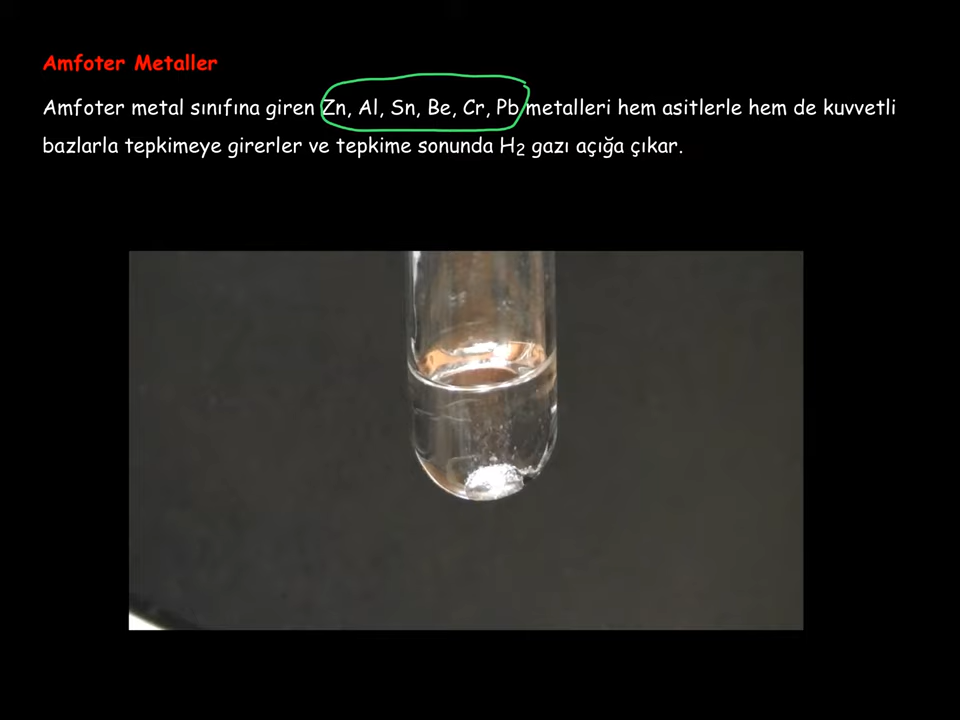 Amfoter Metaller
Amfoter metal sınıfına giren Zn, Al, Sn, Be, Cr, Pb metalleri hem asitlerle hem de kuvvetli
bazlarla tepkimeye girerler ve tepkime sonunda H₂ gazı açığa çıkar.